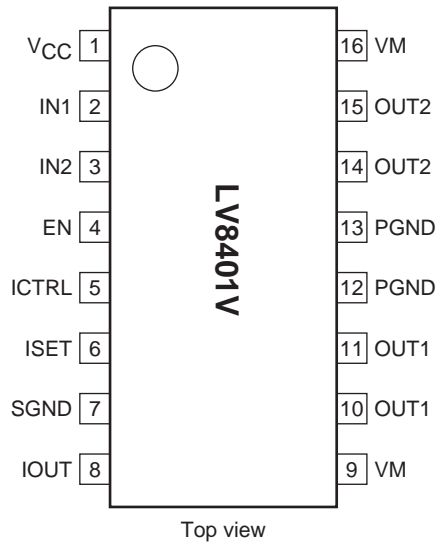 VCC 1
IN1 2
IN2 3
EN 4
ICTRL 5
ISET 6
SGND 7
IOUT 8
LV8401V
16 VM
15 OUT2
14 OUT2
13 PGND
12 PGND
11 OUT1
10 OUT1
9 VM
Top view